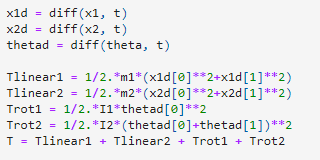 x1d = diff(x1, t)
x2d = diff(x2, t)
thetad = diff(theta, t)
Tlinear1 = 1/2.*m1*(x1d[0]**2+x1d[1]**2)
Tlinear2 = 1/2.*m2*(x2d[0]**2+x2d[1]**2)
Trot1 = 1/2.*I1*thetad[0]**2
Trot2 = 1/2.*I2*(thetad[0]+thetad[1])**2
T = Tlinear1 + Tlinear2 + Trot1 + Trot2